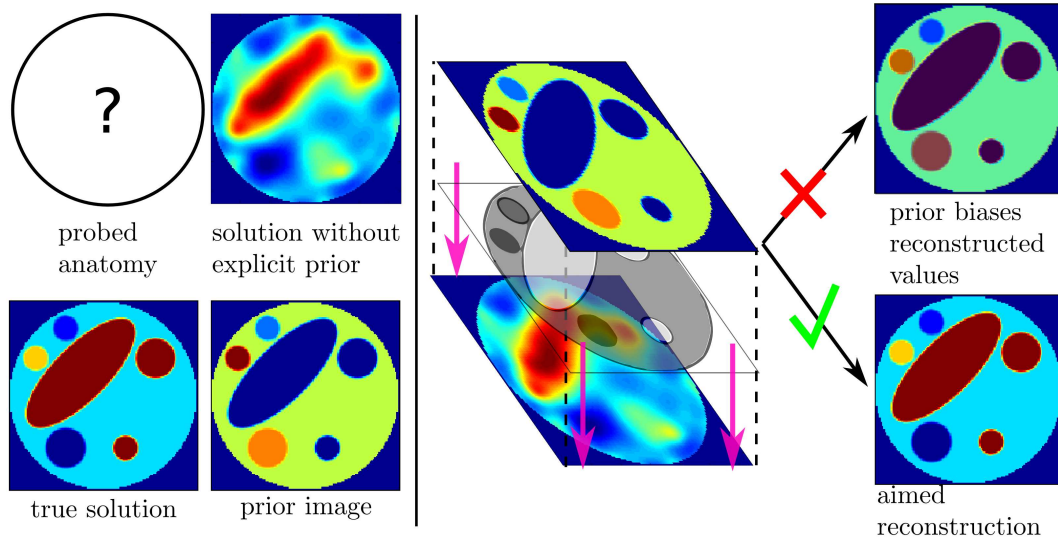 ?
probed
anatomy
solution without
explicit prior
true solution
prior image
prior biases
reconstructed
values
aimed
reconstruction